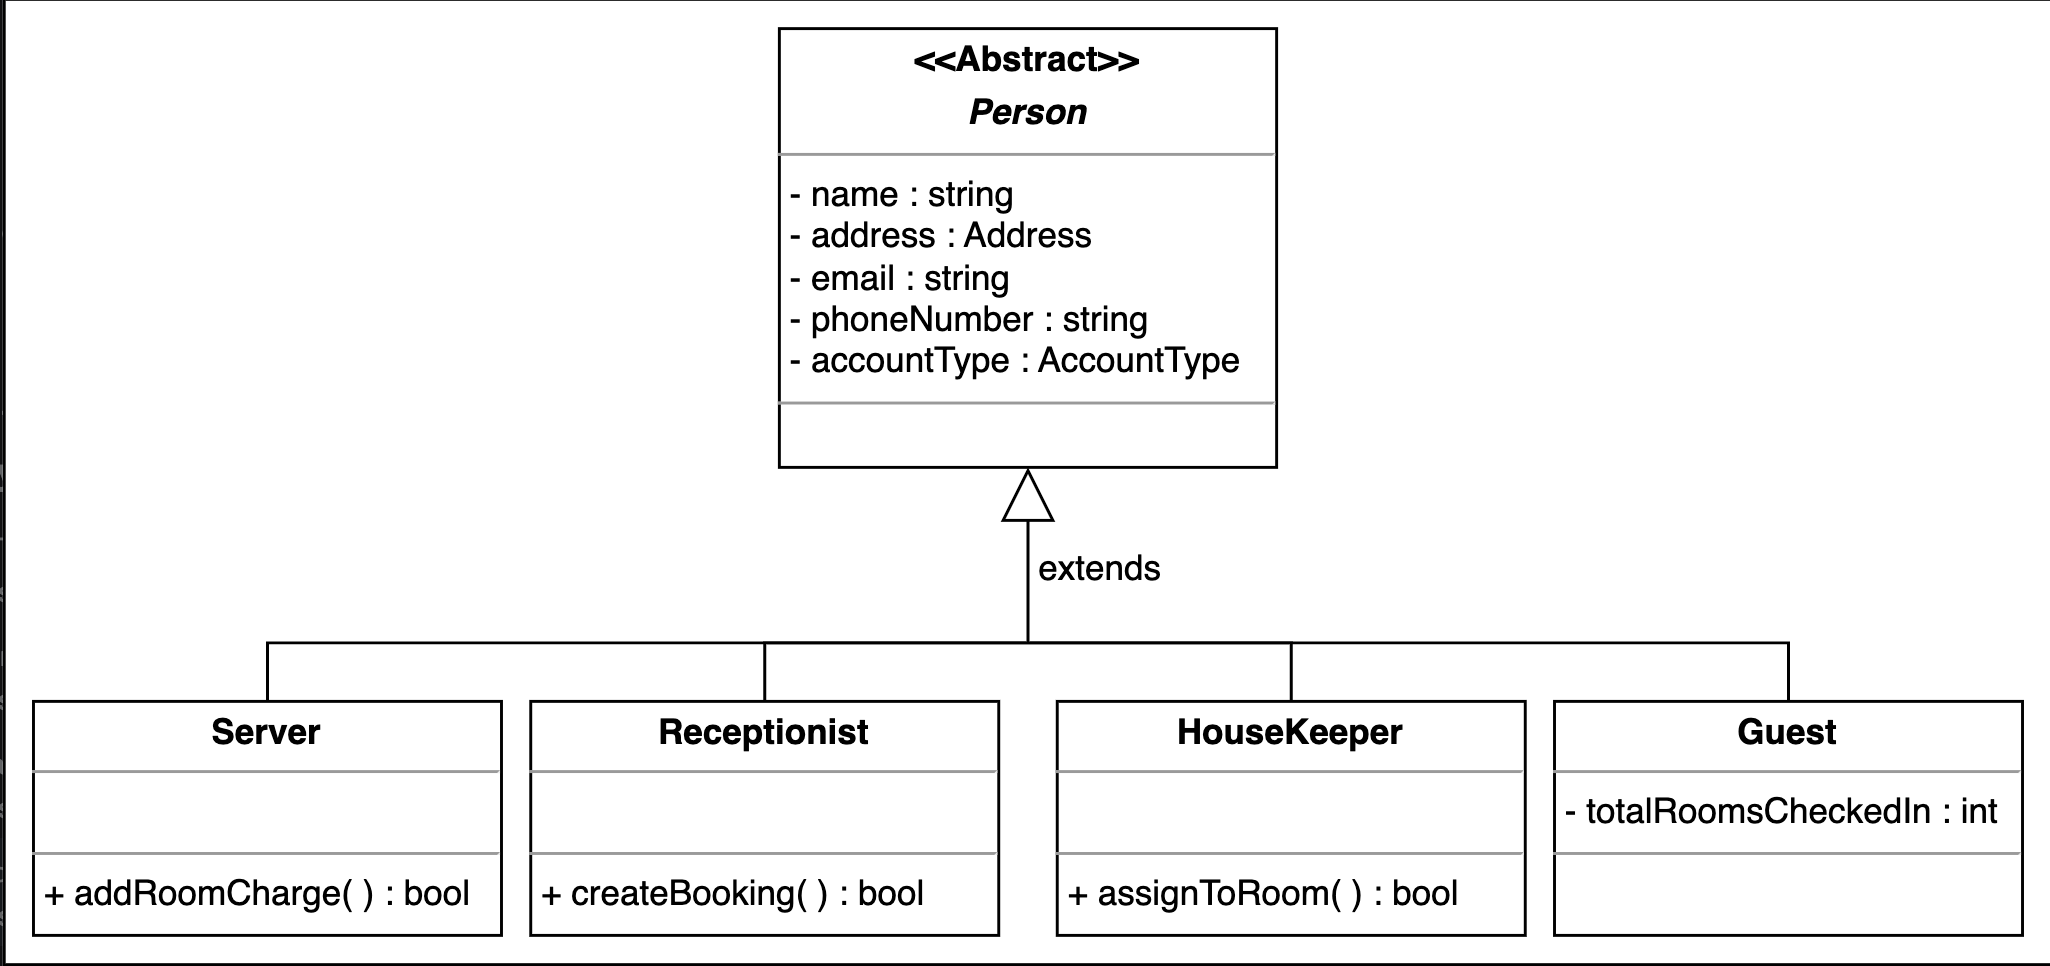 <<Abstract>>
Person
- name : string
- address : Address
- email : string
- phoneNumber : string
- accountType : AccountType
extends
Server
+ addRoomCharge( ) : bool
Receptionist
+ createBooking( ) : bool
HouseKeeper
+ assignToRoom( ) : bool
Guest
- totalRoomsCheckedIn : int